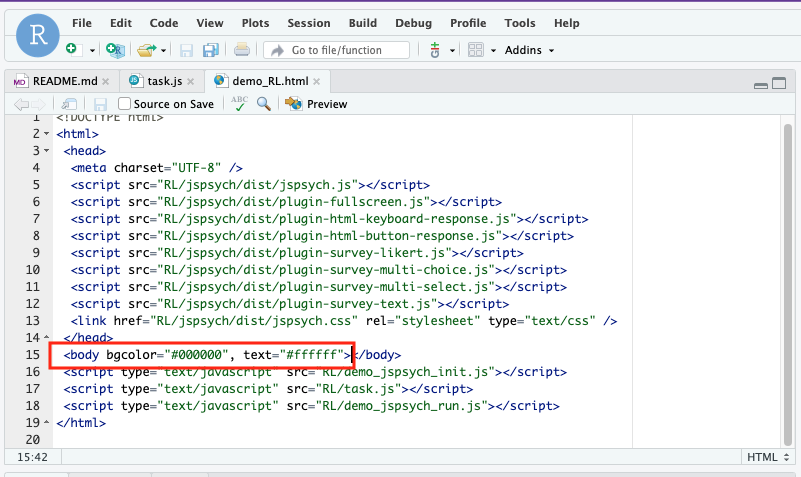 R File Edit Code View Plots Session Build Debug Profile Tools Help
R Go to file/function Addins
MD README.md JS task.js demo_RL.html
Source on Save ABC Preview
1 <!DOCTYPE html>
2 <html>
3 <head>
4 <meta charset="UTF-8" />
5 <script src="RL/jspsych/dist/jspsych.js"></script>
6 <script src="RL/jspsych/dist/plugin-fullscreen.js"></script>
7 <script src="RL/jspsych/dist/plugin-html-keyboard-response.js"></script>
8 <script src="RL/jspsych/dist/plugin-html-button-response.js"></script>
9 <script src="RL/jspsych/dist/plugin-survey-likert.js"></script>
10 <script src="RL/jspsych/dist/plugin-survey-multi-choice.js"></script>
11 <script src="RL/jspsych/dist/plugin-survey-multi-select.js"></script>
12 <script src="RL/jspsych/dist/plugin-survey-text.js"></script>
13 <link href="RL/jspsych/dist/jspsych.css" rel="stylesheet" type="text/css" />
14 </head>
15 <body bgcolor="#000000", text="#ffffff"></body>
16 <script type="text/javascript" src="RL/demo_jspsych_init.js"></script>
17 <script type="text/javascript" src="RL/task.js"></script>
18 <script type="text/javascript" src="RL/demo_jspsych_run.js"></script>
19 </html>
20
15:42 HTML